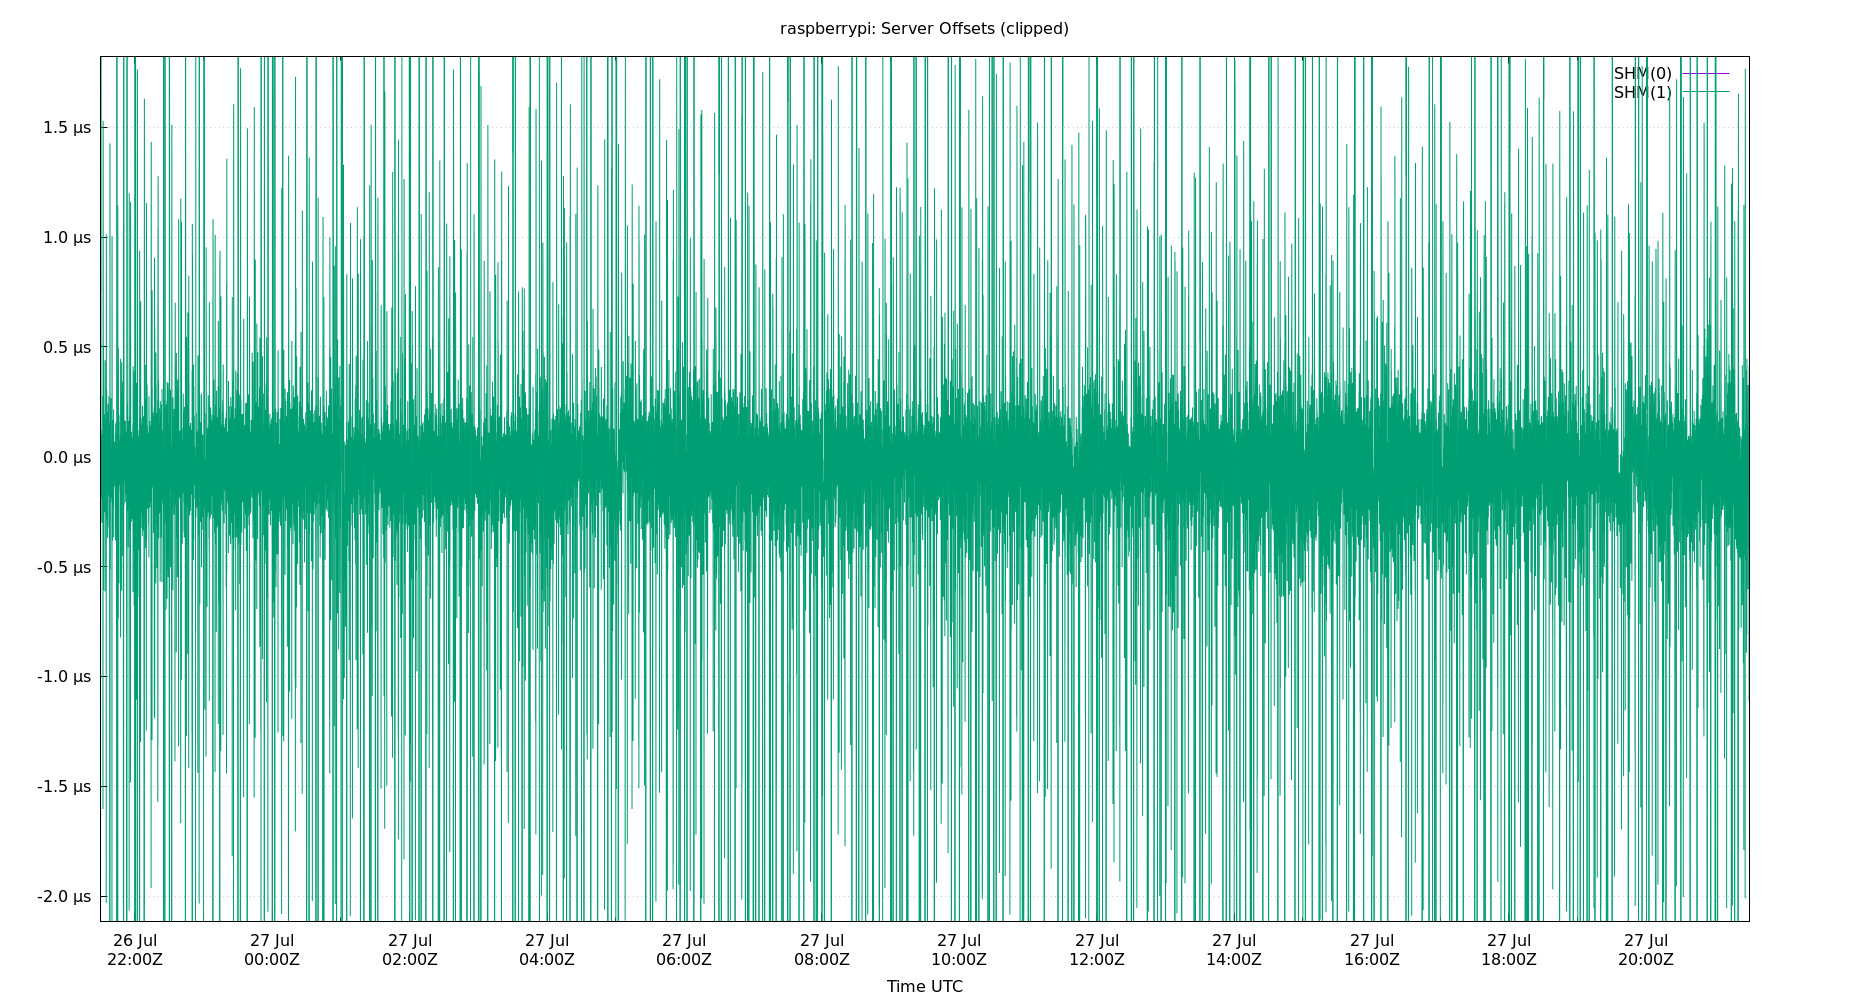 raspberrypi: Server Offsets (clipped)
SHM(0)
SHM(1)
1.5 µs
1.0 µs
0.5 µs
0.0 µs
-0.5 µs
-1.0 µs
-1.5 µs
-2.0 µs
26 Jul 27 Jul 27 Jul 27 Jul 27 Jul 27 Jul 27 Jul 27 Jul 27 Jul 27 Jul 27 Jul 27 Jul
22:00Z 00:00Z 02:00Z 04:00Z 06:00Z 08:00Z 10:00Z 12:00Z 14:00Z 16:00Z 18:00Z 20:00Z
Time UTC